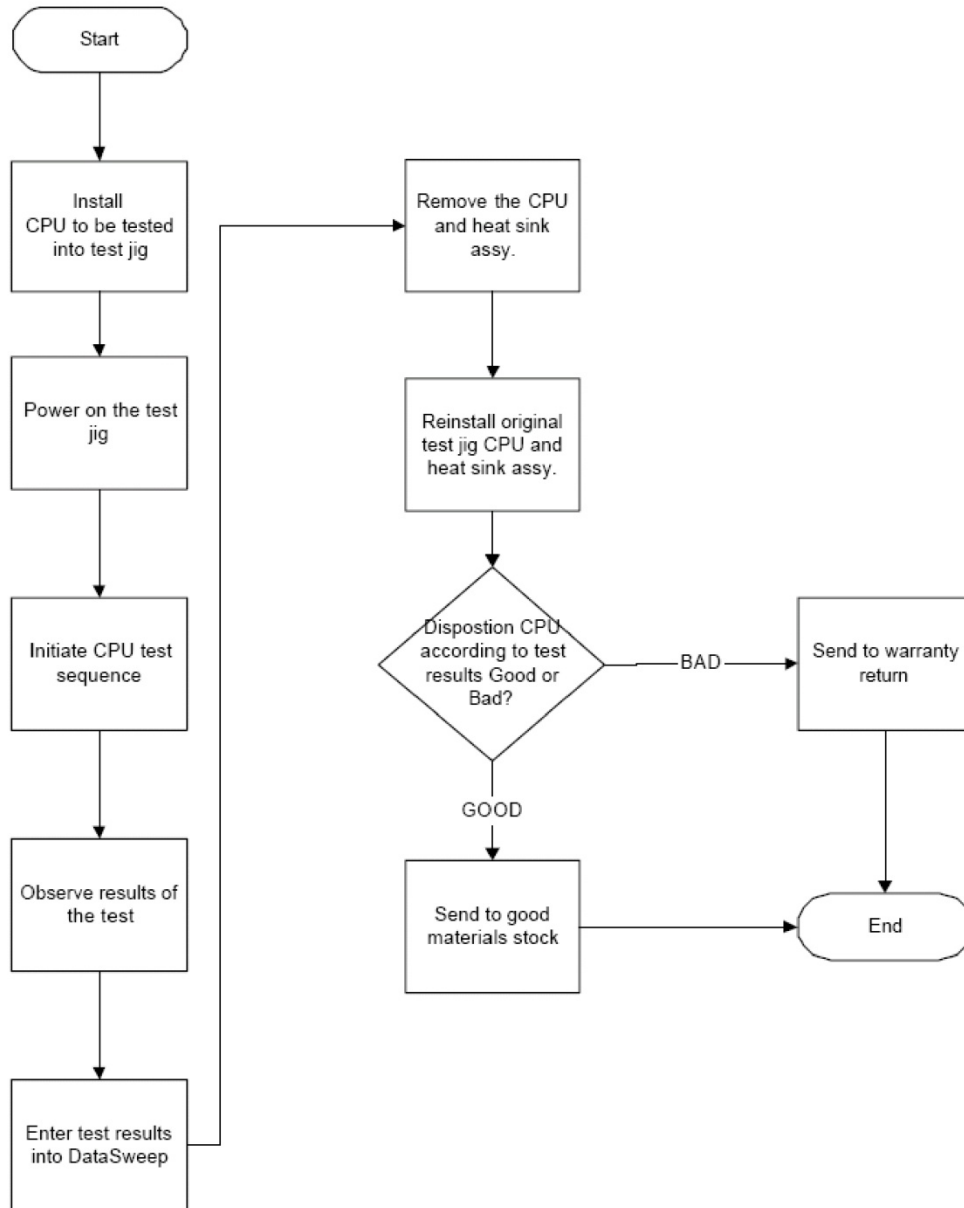 Start
Install
CPU to be tested
into test jig
Power on the test
jig
Initiate CPU test
sequence
Observe results of
the test
Enter test results
into DataSweep
Remove the CPU
and heat sink
assy.
Reinstall original
test jig CPU and
heat sink assy.
Dispostion CPU
according to test
results Good or
Bad?
BAD
Send to warranty
return
GOOD
Send to good
materials stock
End